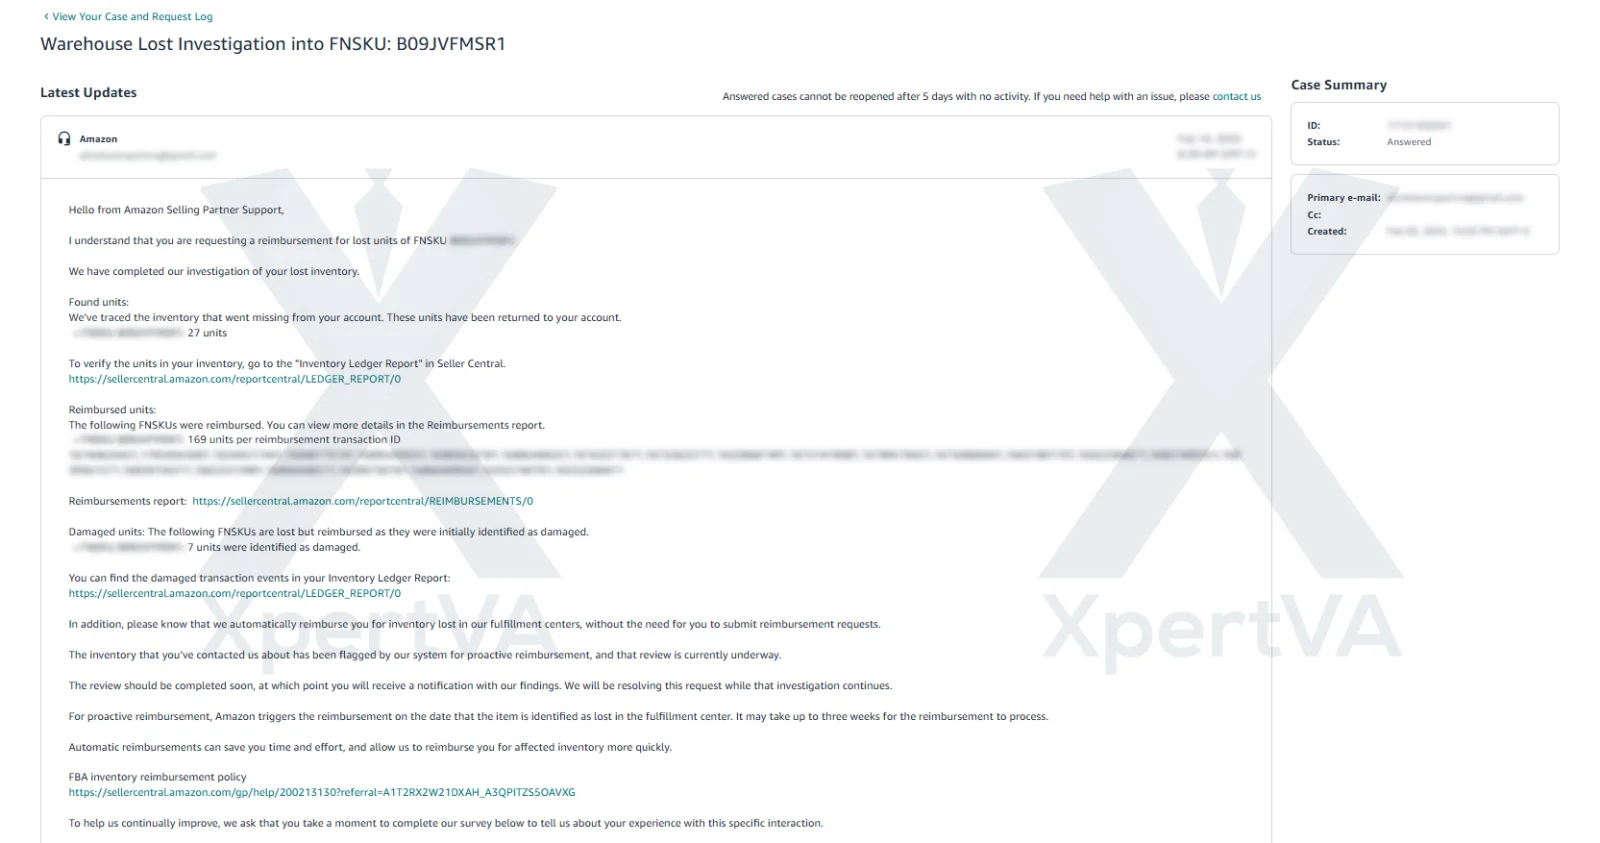 View Your Case and Request Log
Warehouse Lost Investigation into FNSKU: B09JVFMSR1
Latest Updates
Answered cases cannot be reopened after 5 days with no activity. If you need help with an issue, please contact us
Amazon
Hello from Amazon Selling Partner Support,
I understand that you are requesting a reimbursement for lost units of FNSKU
We have completed our investigation of your lost inventory.
Found units:
We've traced the inventory that went missing from your account. These units have been returned to your account.
27 units
To verify the units in your inventory, go to the "Inventory Ledger Report" in Seller Central.
https://sellercentral.amazon.com/reportcentral/LEDGER_REPORT/0
Reimbursed units:
The following FNSKUs were reimbursed. You can view more details in the Reimbursements report.
169 units per reimbursement transaction ID
Reimbursements report: https://sellercentral.amazon.com/reportcentral/REIMBURSEMENTS/0
Damaged units: The following FNSKUs are lost but reimbursed as they were initially identified as damaged.
7 units were identified as damaged.
You can find the damaged transaction events in your Inventory Ledger Report:
https://sellercentral.amazon.com/reportcentral/LEDGER_REPORT/0
In addition, please know that we automatically reimburse you for inventory lost in our fulfillment centers, without the need for you to submit reimbursement requests.
The inventory that you've contacted us about has been flagged by our system for proactive reimbursement, and that review is currently underway.
The review should be completed soon, at which point you will receive a notification with our findings. We will be resolving this request while that investigation continues.
For proactive reimbursement, Amazon triggers the reimbursement on the date that the item is identified as lost in the fulfillment center. It may take up to three weeks for the reimbursement to process.
Automatic reimbursements can save you time and effort, and allow us to reimburse you for affected inventory more quickly.
FBA inventory reimbursement policy
https://sellercentral.amazon.com/gp/help/200213130?referral=A1T2RX2W21DXAH_A3QPITZS5OAVXG
To help us continually improve, we ask that you take a moment to complete our survey below to tell us about your experience with this specific interaction.
Case Summary
ID:
Status: Answered
Primary e-mail:
Cc:
Created:
XpertVA
XpertVA